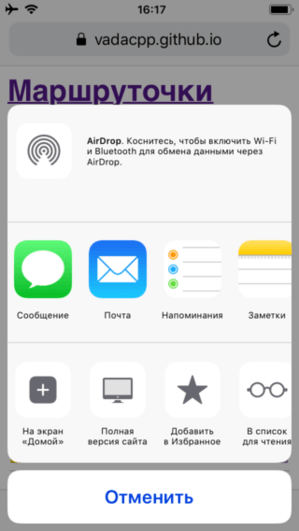 16:17
vadacpp.github.io
Маршруточки
AirDrop. Коснитесь, чтобы включить Wi-Fi
и Bluetooth для обмена данными через
AirDrop.
Сообщение
Почта
Напоминания
Заметки
На экран
«Домой»
Полная
версия сайта
Добавить
в Избранное
В список
для чтения
Отменить